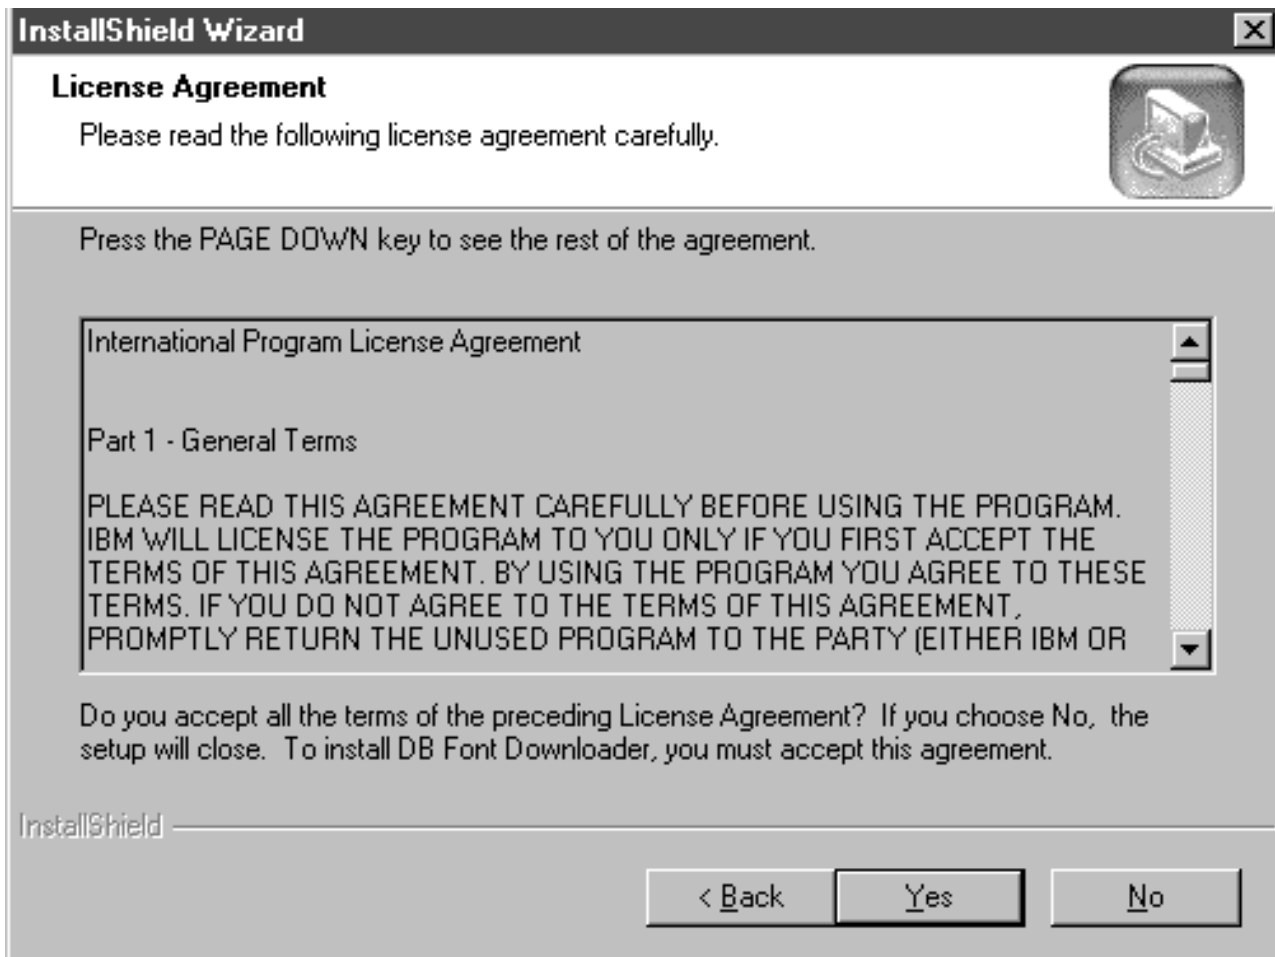 InstallShield Wizard
License Agreement
Please read the following license agreement carefully.
Press the PAGE DOWN key to see the rest of the agreement.
International Program License Agreement
Part 1 - General Terms
PLEASE READ THIS AGREEMENT CAREFULLY BEFORE USING THE PROGRAM.
IBM WILL LICENSE THE PROGRAM TO YOU ONLY IF YOU FIRST ACCEPT THE
TERMS OF THIS AGREEMENT. BY USING THE PROGRAM YOU AGREE TO THESE
TERMS. IF YOU DO NOT AGREE TO THE TERMS OF THIS AGREEMENT,
PROMPTLY RETURN THE UNUSED PROGRAM TO THE PARTY (EITHER IBM OR
Do you accept all the terms of the preceding License Agreement?  If you choose No,  the
setup will close.  To install DB Font Downloader, you must accept this agreement.
InstallShield
< Back
Yes
No